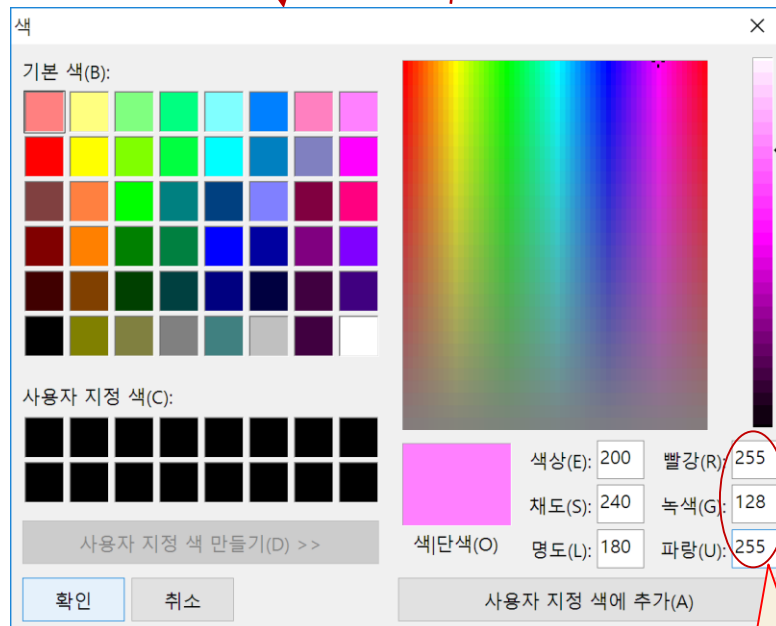 색
기본 색(B):
사용자 지정 색(C):
사용자 지정 색 만들기(D) >>
확인
취소
색|단색(O)
색상(E): 200
채도(S): 240
명도(L): 180
빨강(R): 255
녹색(G): 128
파랑(U): 255
사용자 지정 색에 추가(A)